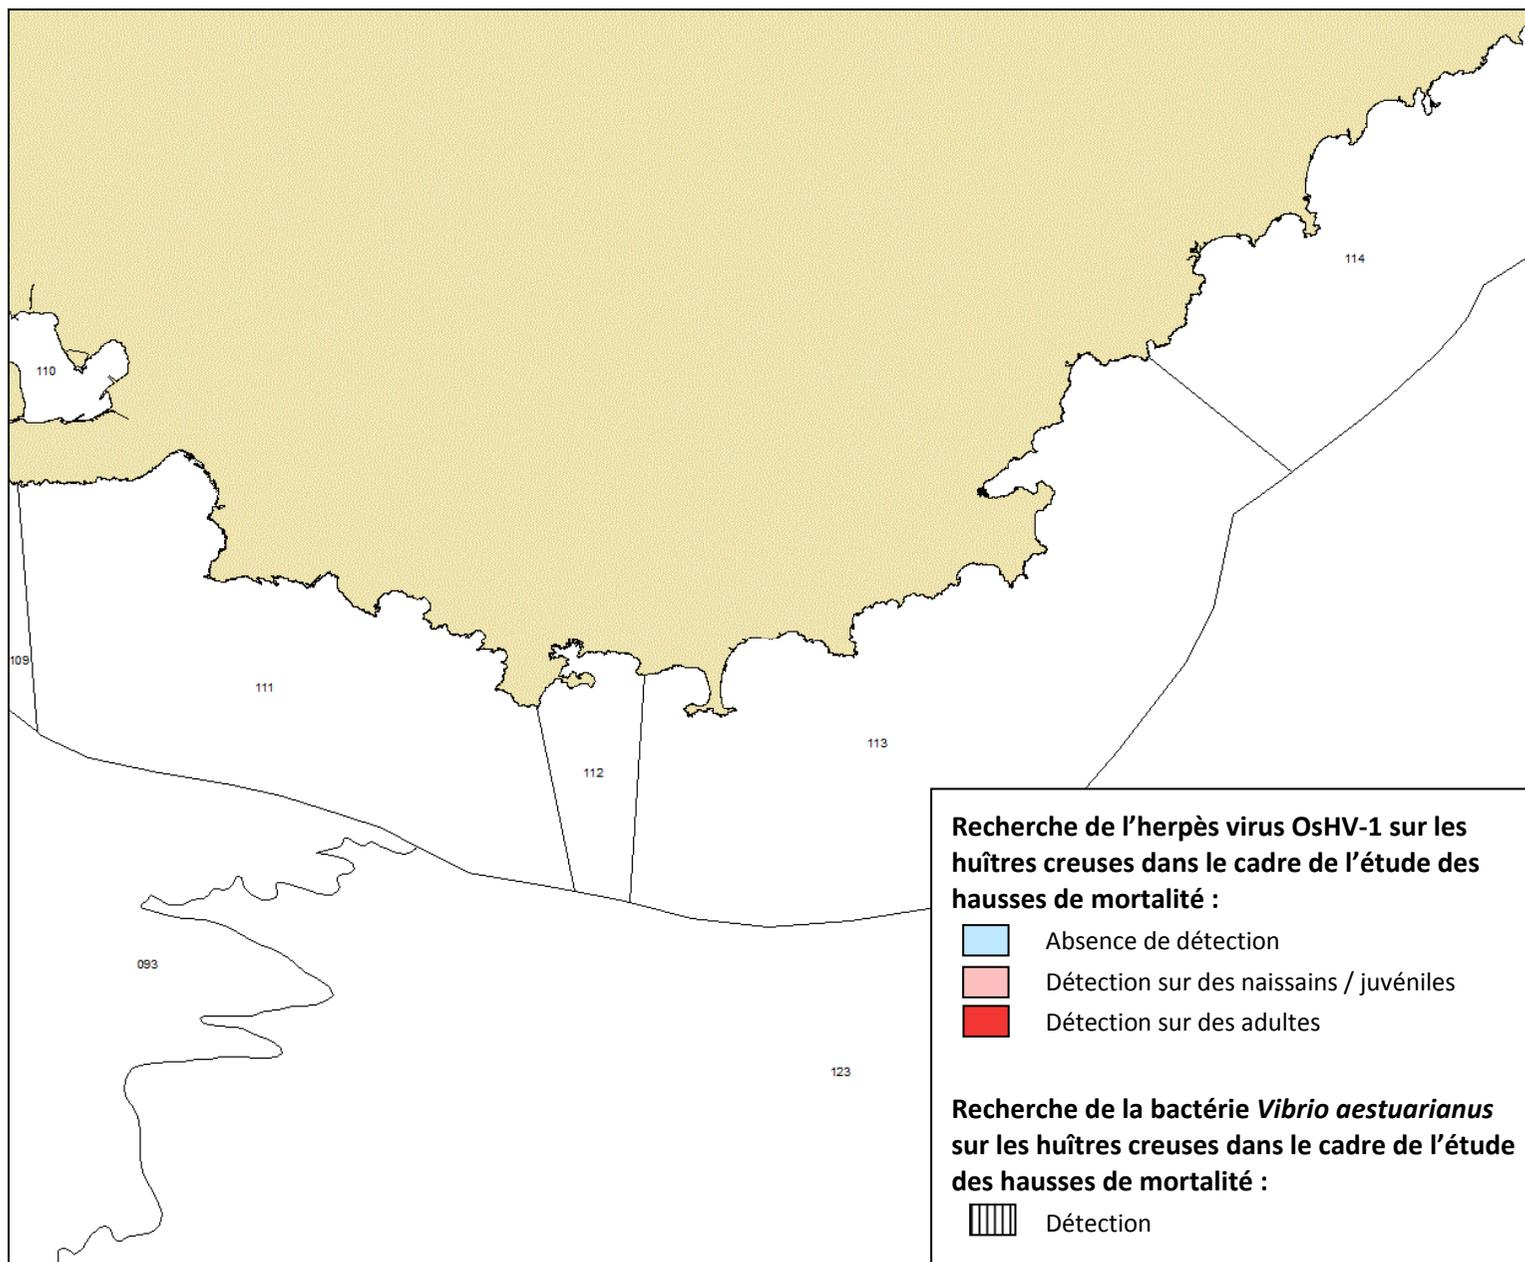 114
110
109
111
113
112
093
123
Recherche de l’herpès virus OsHV-1 sur les
huîtres creuses dans le cadre de l’étude des
hausses de mortalité :
Absence de détection
Détection sur des naissains / juvéniles
Détection sur des adultes
Recherche de la bactérie Vibrio aestuarianus
sur les huîtres creuses dans le cadre de l’étude
des hausses de mortalité :
Détection